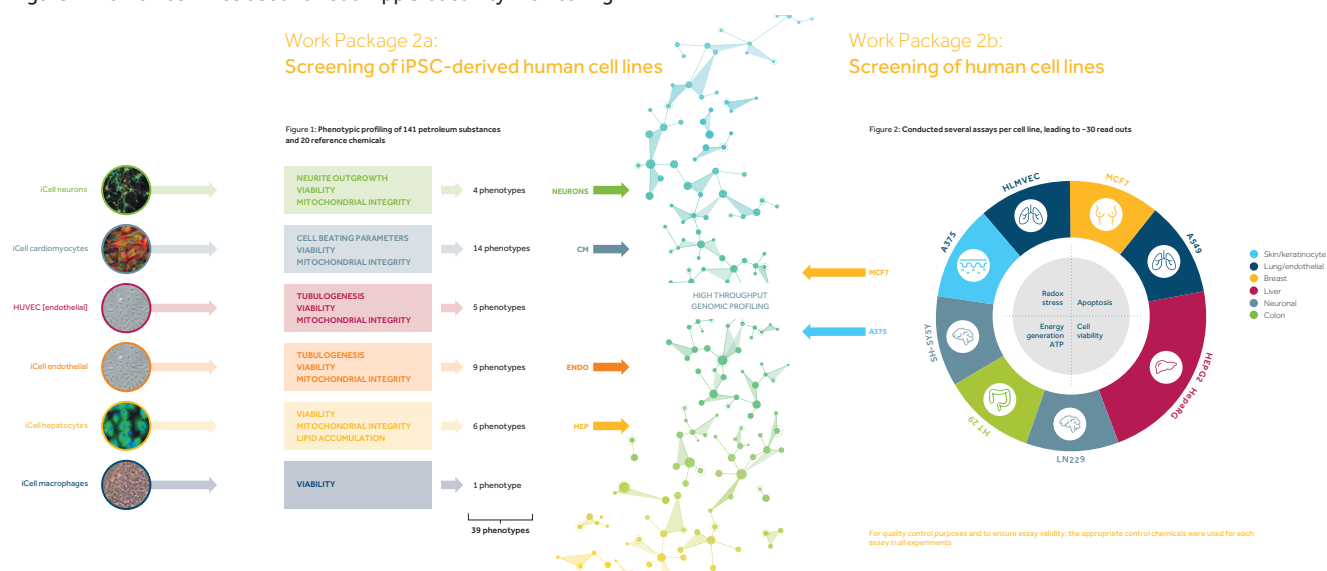 Work Package 2a:
Screening of iPSC-derived human cell lines
Figure 1: Phenotypic profiling of 141 petroleum substances
and 20 reference chemicals
iCell neurons
NEURITE OUTGROWTH
VIABILITY
MITOCHONDRIAL INTEGRITY
4 phenotypes
NEURONS
iCell cardiomyocytes
CELL BEATING PARAMETERS
VIABILITY
MITOCHONDRIAL INTEGRITY
14 phenotypes
CM
HUVEC [endothelial]
TUBULOGENESIS
VIABILITY
MITOCHONDRIAL INTEGRITY
5 phenotypes
iCell endothelial
TUBULOGENESIS
VIABILITY
MITOCHONDRIAL INTEGRITY
9 phenotypes
ENDO
iCell hepatocytes
VIABILITY
MITOCHONDRIAL INTEGRITY
LIPID ACCUMULATION
6 phenotypes
HEP
iCell macrophages
VIABILITY
1 phenotype
39 phenotypes
HIGH THROUGHPUT
GENOMIC PROFILING
MCF7
A375
Work Package 2b:
Screening of human cell lines
Figure 2: Conducted several assays per cell line, leading to ~30 read outs
HLMVEC
MCF7
A549
HEPG2 HepaRG
LN229
HT29
SH-SY5Y
A375
Redox
stress
Apoptosis
Energy
generation
ATP
Cell
viability
Skin/keratinocyte
Lung/endothelial
Breast
Liver
Neuronal
Colon
For quality control purposes and to ensure assay validity, the appropriate control chemicals were used for each
assay in all experiments